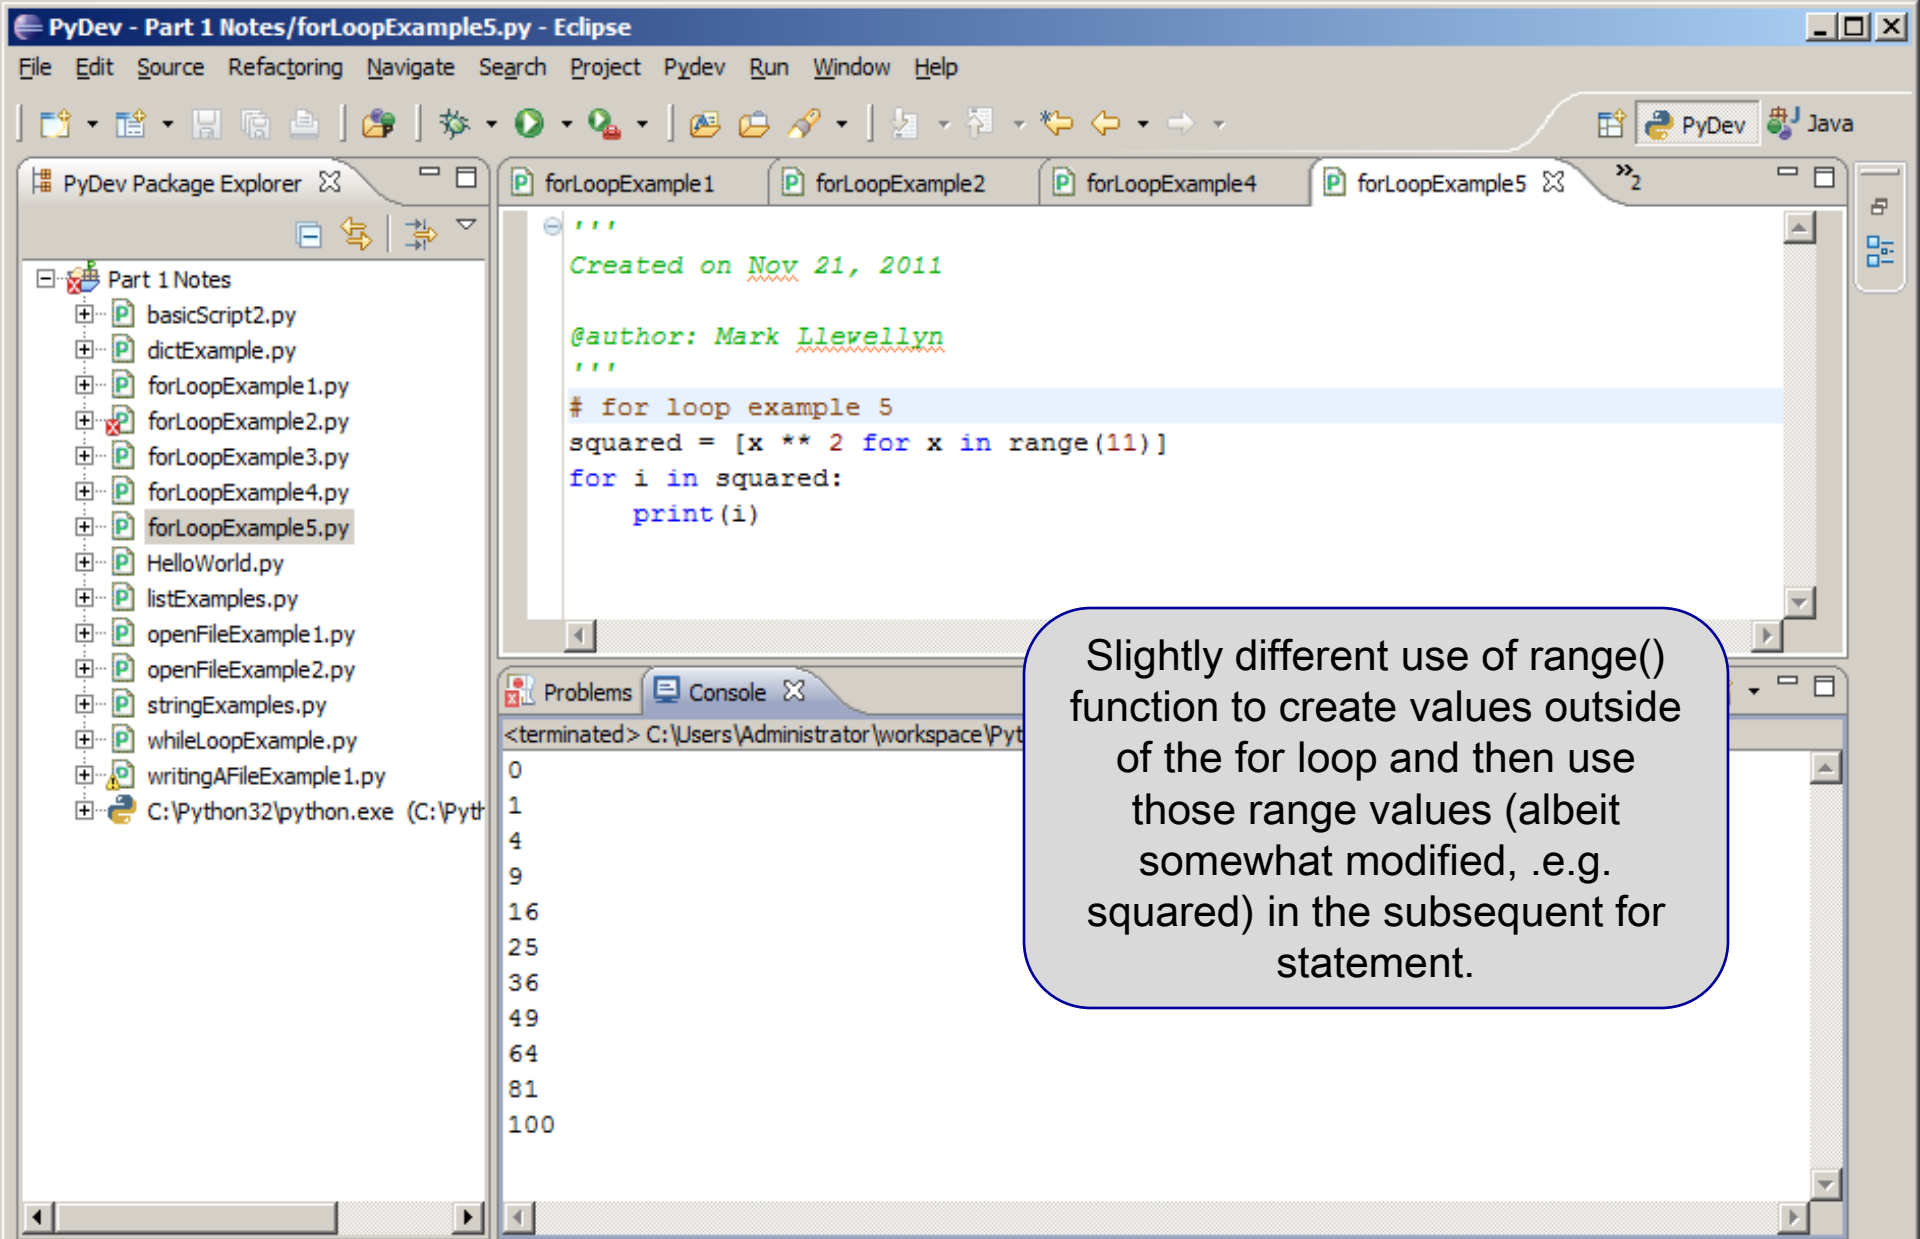 PyDev - Part 1 Notes/forLoopExample5.py - Eclipse
File Edit Source Refactoring Navigate Search Project Pydev Run Window Help
PyDev Java
PyDev Package Explorer
Part 1 Notes
basicScript2.py
dictExample.py
forLoopExample1.py
forLoopExample2.py
forLoopExample3.py
forLoopExample4.py
forLoopExample5.py
HelloWorld.py
listExamples.py
openFileExample1.py
openFileExample2.py
stringExamples.py
whileLoopExample.py
writingAFileExample1.py
C:\Python32\python.exe (C:\Pyth
forLoopExample1 forLoopExample2 forLoopExample4 forLoopExample5 »2
'''
Created on Nov 21, 2011
@author: Mark Llewellyn
'''
# for loop example 5
squared = [x ** 2 for x in range(11)]
for i in squared:
    print(i)
Problems Console
<terminated> C:\Users\Administrator\workspace\Pyt
0
1
4
9
16
25
36
49
64
81
100
Slightly different use of range()
function to create values outside
of the for loop and then use
those range values (albeit
somewhat modified, .e.g.
squared) in the subsequent for
statement.